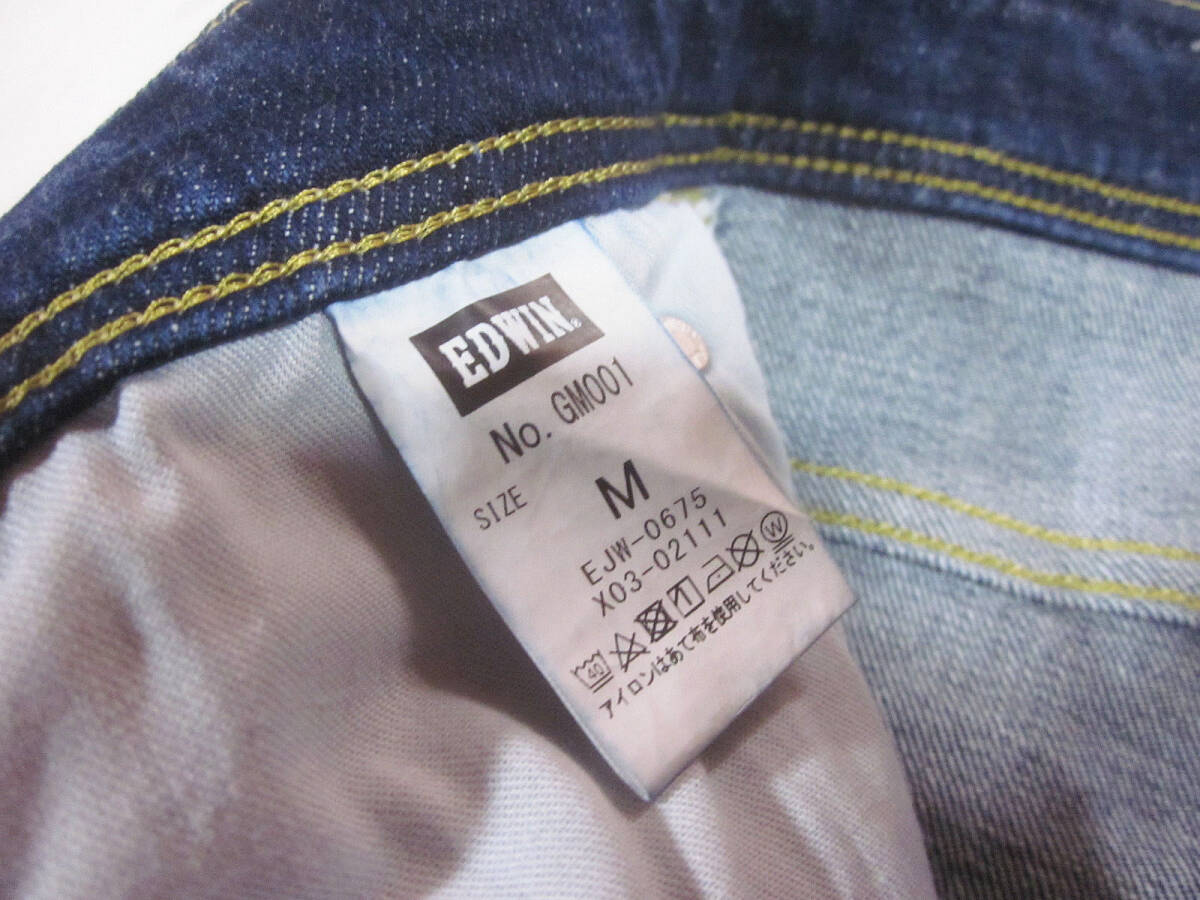 EDWIN®
No. GM001
SIZE M
EJW-0675
X03-02111
40 W
アイロンはあて布を使用してください。